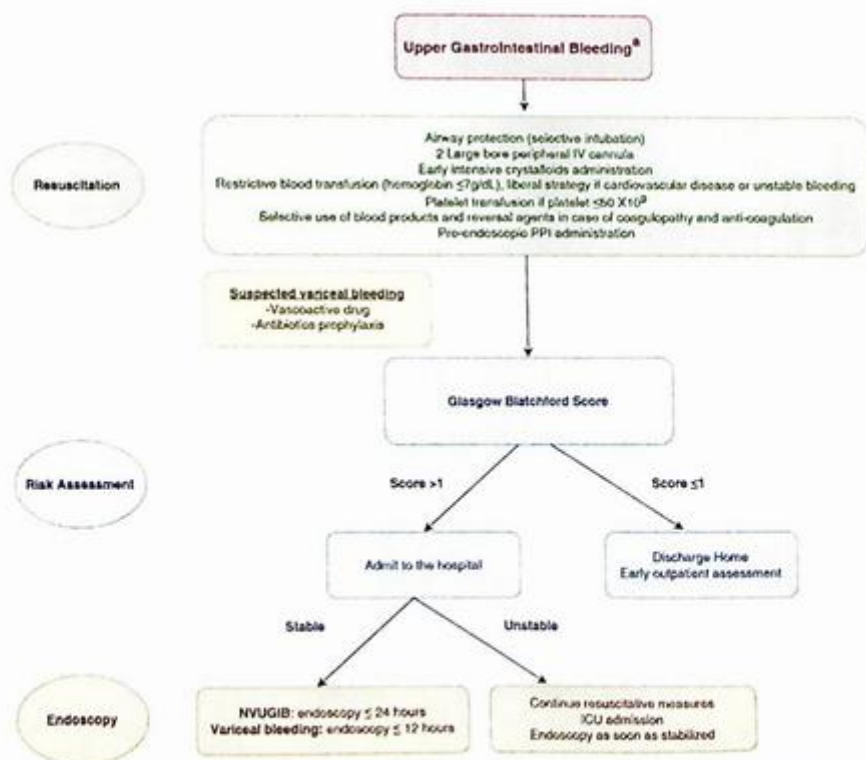 Upper Gastrointestinal Bleeding^a
Resuscitation
Airway protection (selective intubation)
2 Large bore peripheral IV cannula
Early intensive crystalloids administration
Restrictive blood transfusion (hemoglobin ≤7g/dL), liberal strategy if cardiovascular disease or unstable bleeding
Platelet transfusion if platelet ≤50 X10⁹
Selective use of blood products and reversal agents in case of coagulopathy and anti-coagulation
Pre-endoscopic PPI administration
Suspected variceal bleeding
-Vasoactive drug
-Antibiotics prophylaxis
Glasgow Blatchford Score
Risk Assessment
Score >1
Score ≤1
Admit to the hospital
Discharge Home
Early outpatient assessment
Stable
Unstable
Endoscopy
NVUGIB: endoscopy ≤ 24 hours
Variceal bleeding: endoscopy ≤ 12 hours
Continue resuscitative measures
ICU admission
Endoscopy as soon as stabilized